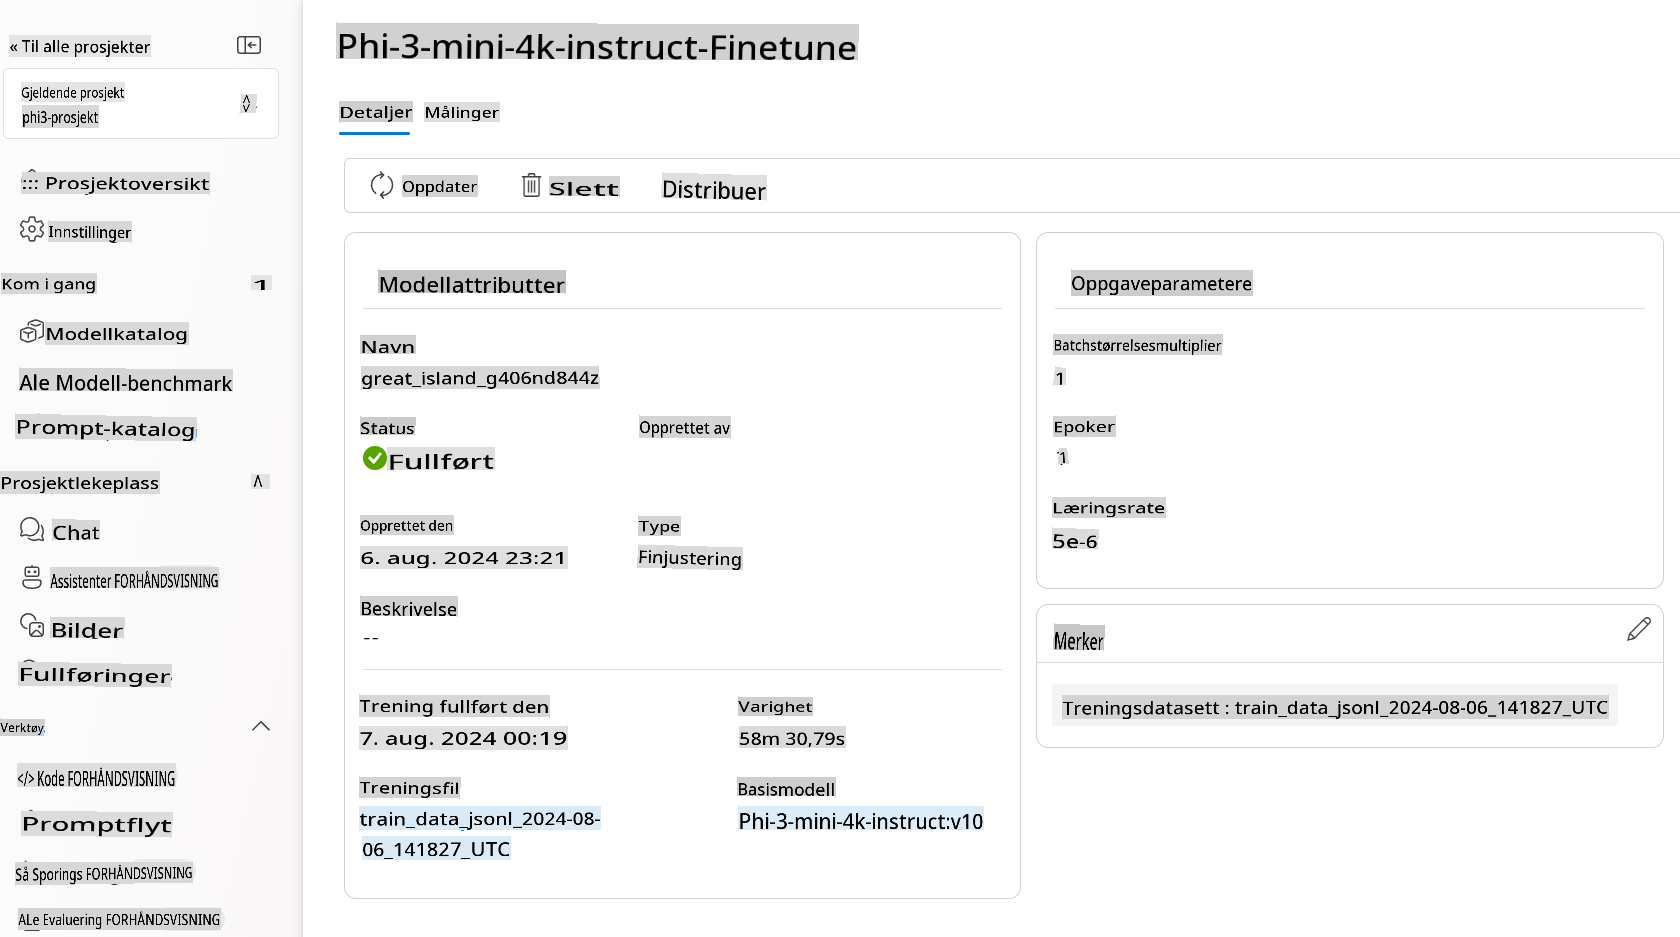 « Til alle prosjekter
Gjeldende prosjekt
phi3-prosjekt
Prosjektoversikt
Innstillinger
Kom i gang
Modellkatalog
Ale Modell-benchmark
Prompt-katalog
Prosjektlekeplass
Chat
Assistenter FORHÅNDSVISNING
Bilder
Fullføringer
Verktøy
</> Kode FORHÅNDSVISNING
Promptflyt
Så Sporings FORHÅNDSVISNING
ALe Evaluering FORHÅNDSVISNING
Phi-3-mini-4k-instruct-Finetune
Detaljer Målinger
Oppdater Slett Distribuer
Modellattributter
Navn
great_island_g406nd844z
Status Opprettet av
Fullført
Opprettet den Type
6. aug. 2024 23:21 Finjustering
Beskrivelse
--
Trening fullført den Varighet
7. aug. 2024 00:19 58m 30,79s
Treningsfil Basismodell
train_data_jsonl_2024-08- Phi-3-mini-4k-instruct:v10
06_141827_UTC
Oppgaveparametere
Batchstørrelsesmultiplier
1
Epoker
1
Læringsrate
5e-6
Merker
Treningsdatasett : train_data_jsonl_2024-08-06_141827_UTC